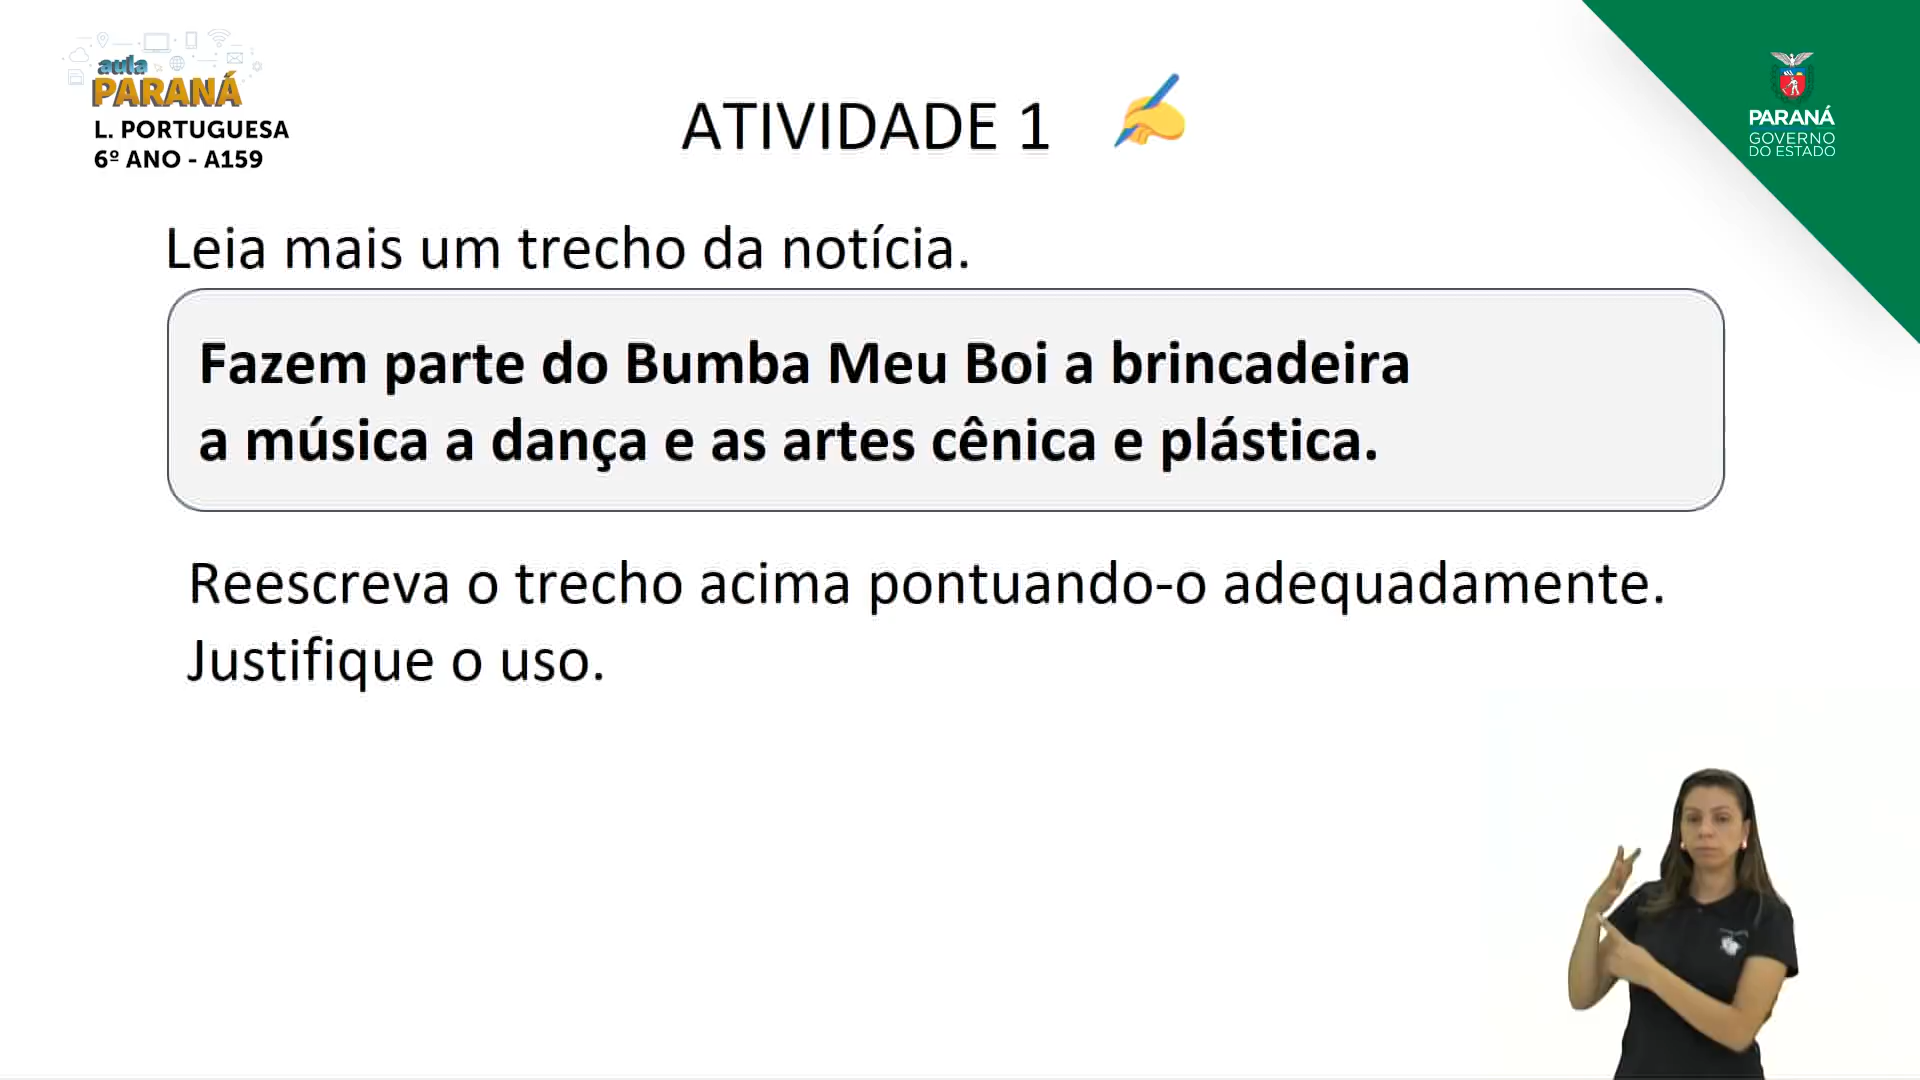 aula
PARANÁ
L. PORTUGUESA
6º ANO - A159
ATIVIDADE 1
PARANÁ
GOVERNO
DO ESTADO
Leia mais um trecho da notícia.
Fazem parte do Bumba Meu Boi a brincadeira
a música a dança e as artes cênica e plástica.
Reescreva o trecho acima pontuando-o adequadamente.
Justifique o uso.